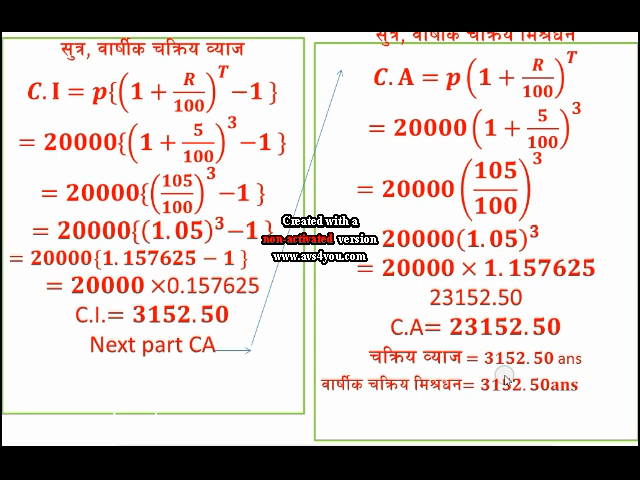 सुत्र, वार्षीक चक्रिय व्याज
C.I = p{(1 + R/100)^T −1 }
= 20000{(1 + 5/100)^3 −1 }
= 20000{(105/100)^3 −1 }
= 20000{(1.05)^3 −1}
= 20000{1.157625 − 1 }
= 20000 ×0.157625
C.I.= 3152.50
Next part CA
सुत्र, वार्षीक चक्रिय मिश्रधन
C.A = p(1 + R/100)^T
= 20000(1 + 5/100)^3
= 20000(105/100)^3
20000(1.05)^3
= 20000 × 1.157625
23152.50
C.A= 23152.50
चक्रिय व्याज = 3152.50 ans
वार्षीक चक्रिय मिश्रधन= 3152.50ans
Created with a
non-activated version
www.avs4you.com